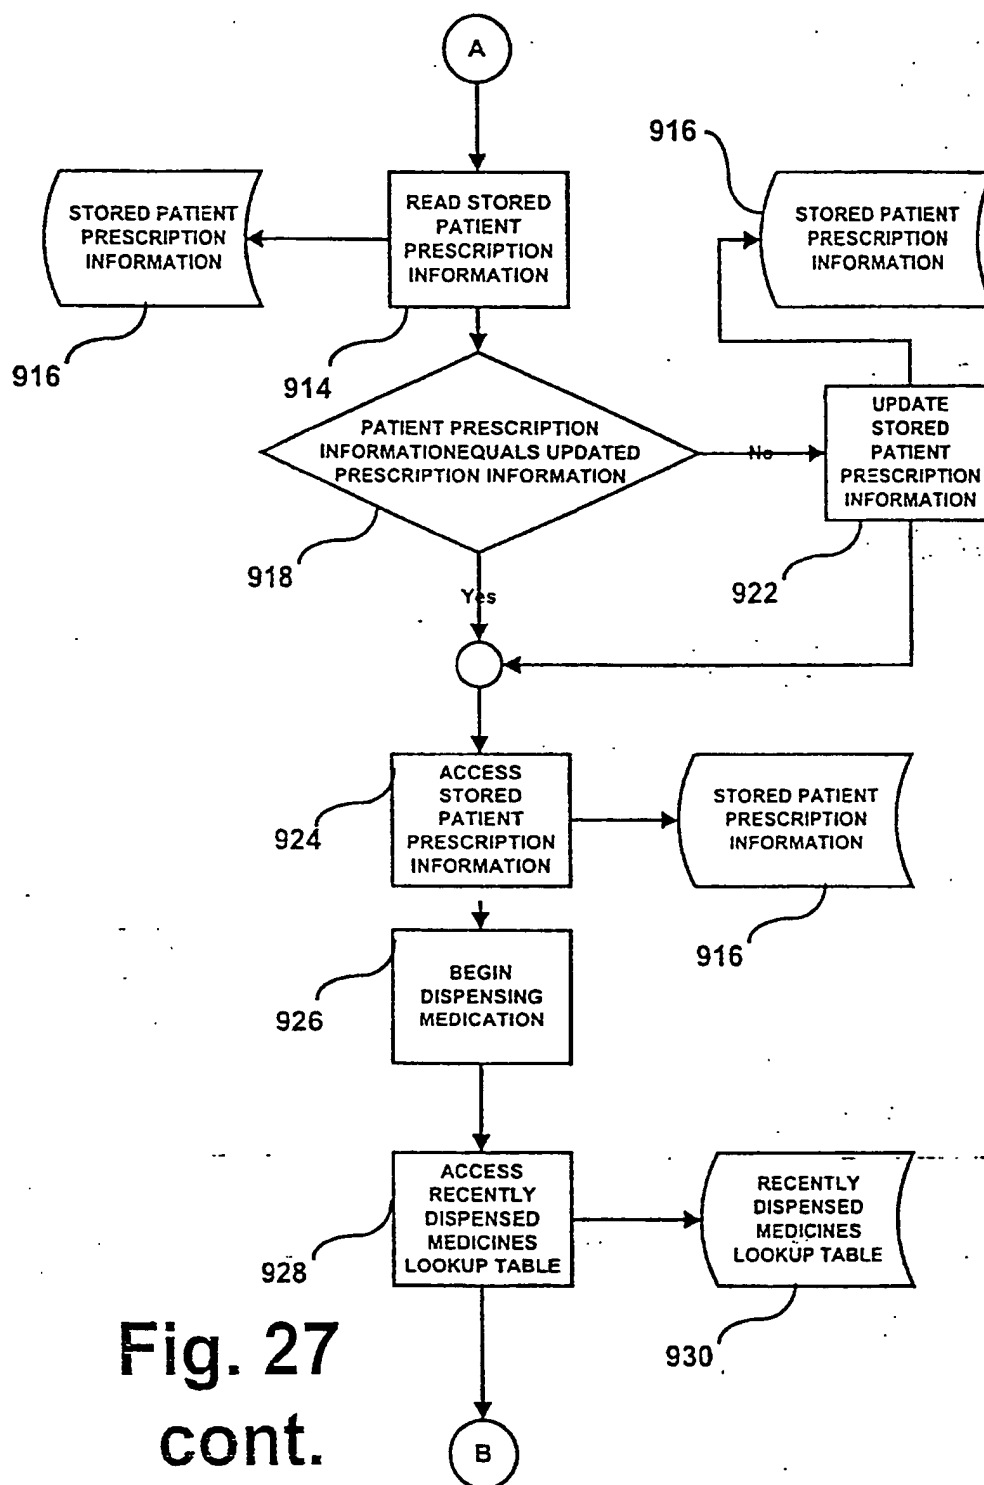 A
916
STORED PATIENT
PRESCRIPTION
INFORMATION
READ STORED
PATIENT
PRESCRIPTION
INFORMATION
STORED PATIENT
PRESCRIPTION
INFORMATION
916
914
PATIENT PRESCRIPTION
INFORMATIONEQUALS UPDATED
PRESCRIPTION INFORMATION
No
UPDATE
STORED
PATIENT
PRESCRIPTION
INFORMATION
918
922
Yes
ACCESS
STORED
PATIENT
PRESCRIPTION
INFORMATION
924
STORED PATIENT
PRESCRIPTION
INFORMATION
916
BEGIN
DISPENSING
MEDICATION
926
ACCESS
RECENTLY
DISPENSED
MEDICINES
LOOKUP TABLE
928
RECENTLY
DISPENSED
MEDICINES
LOOKUP TABLE
930
Fig. 27
cont.
B